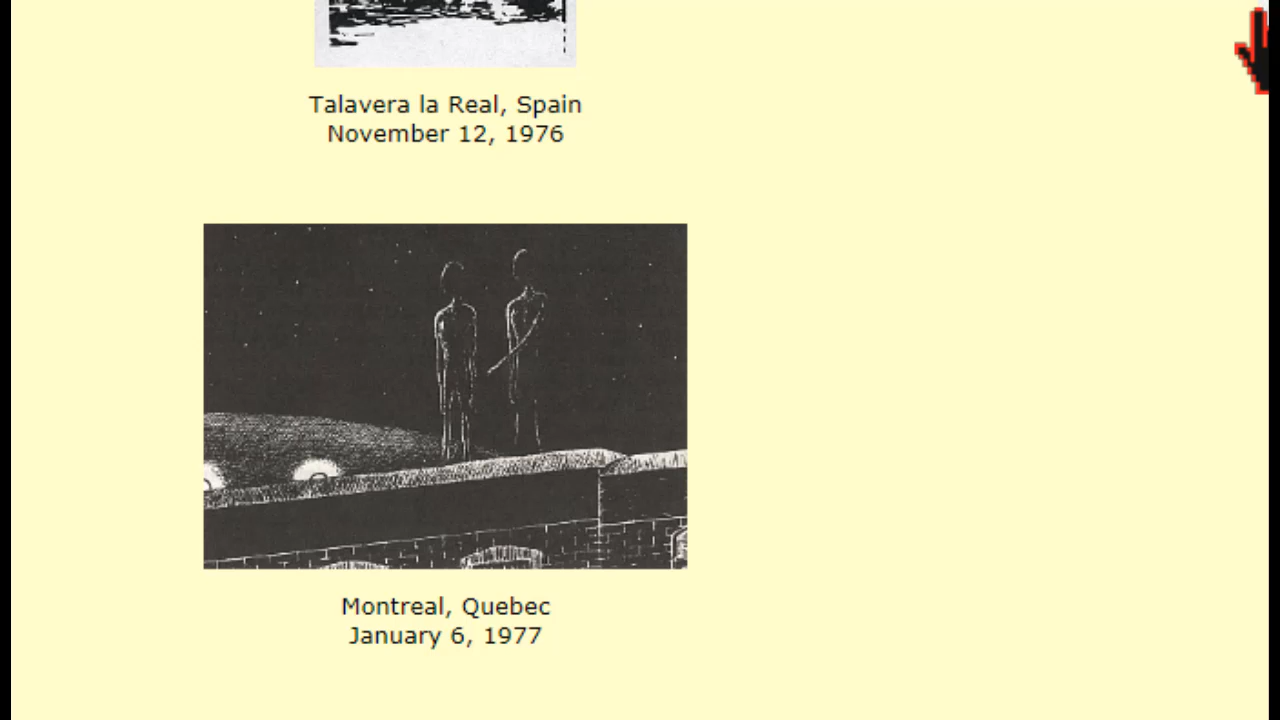 Talavera la Real, Spain
November 12, 1976
Montreal, Quebec
January 6, 1977